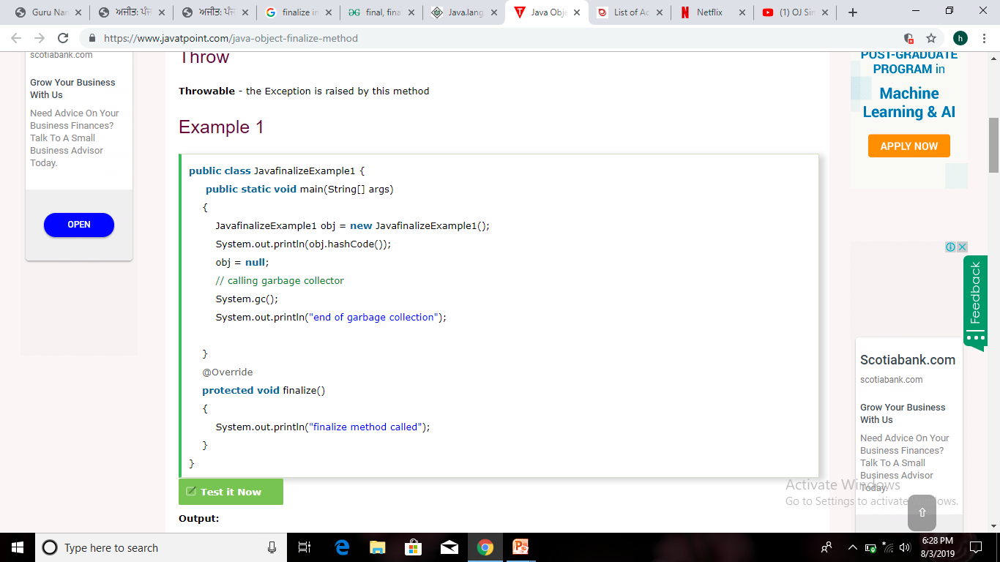 Guru Nan
ਅਜੀਤ: ਪੰਜ
ਅਜੀਤ: ਪੰਜ
finalize in
final, fina
Java.lang
Java Obje
List of Ac
Netflix
(1) OJ Sim
https://www.javatpoint.com/java-object-finalize-method
h
scotiabank.com
Grow Your Business
With Us
Need Advice On Your
Business Finances?
Talk To A Small
Business Advisor
Today.
OPEN
Throw
Throwable - the Exception is raised by this method
Example 1
public class JavafinalizeExample1 {
public static void main(String[] args)
{
JavafinalizeExample1 obj = new JavafinalizeExample1();
System.out.println(obj.hashCode());
obj = null;
// calling garbage collector
System.gc();
System.out.println("end of garbage collection");
}
@Override
protected void finalize()
{
System.out.println("finalize method called");
}
}
Test it Now
Output:
POST-GRADUATE
PROGRAM in
Machine
Learning & AI
APPLY NOW
Feedback
Scotiabank.com
scotiabank.com
Grow Your Business
With Us
Need Advice On Your
Business Finances?
Talk To A Small
Business Advisor
Today.
Activate Windows
Go to Settings to activate Windows.
Type here to search
6:28 PM
8/3/2019